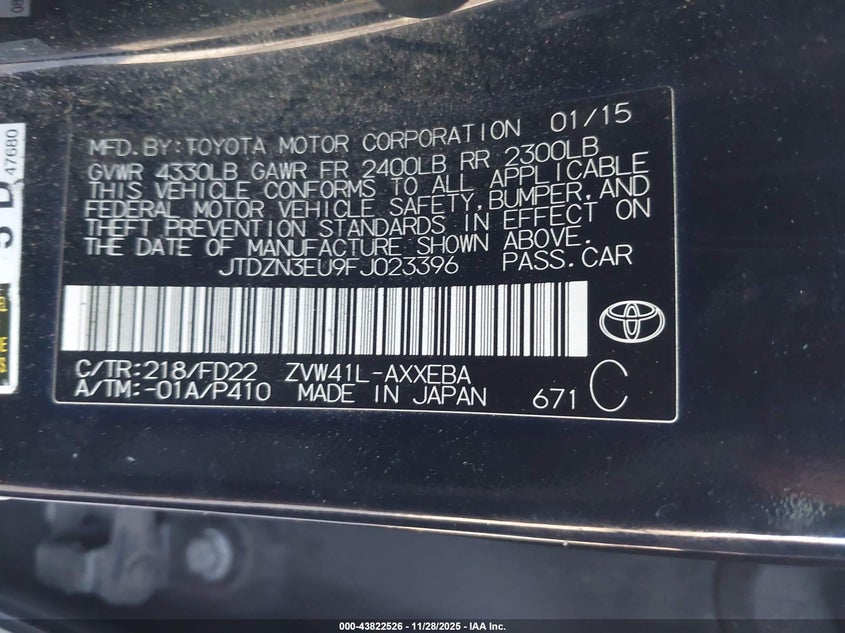 08
47680
5 D
MFD. BY: TOYOTA MOTOR CORPORATION 01/15
GVWR 4330LB GAWR FR 2400LB RR 2300LB
THIS VEHICLE CONFORMS TO ALL APPLICABLE
FEDERAL MOTOR VEHICLE SAFETY, BUMPER, AND
THEFT PREVENTION STANDARDS IN EFFECT ON
THE DATE OF MANUFACTURE SHOWN ABOVE.
JTDZN3EU9FJ023396 PASS. CAR
C/TR:218/FD22 ZVW41L-AXXEBA
A/TM:-01A/P410 MADE IN JAPAN 671 C
000-43822526 - 11/28/2025 - IAA Inc.